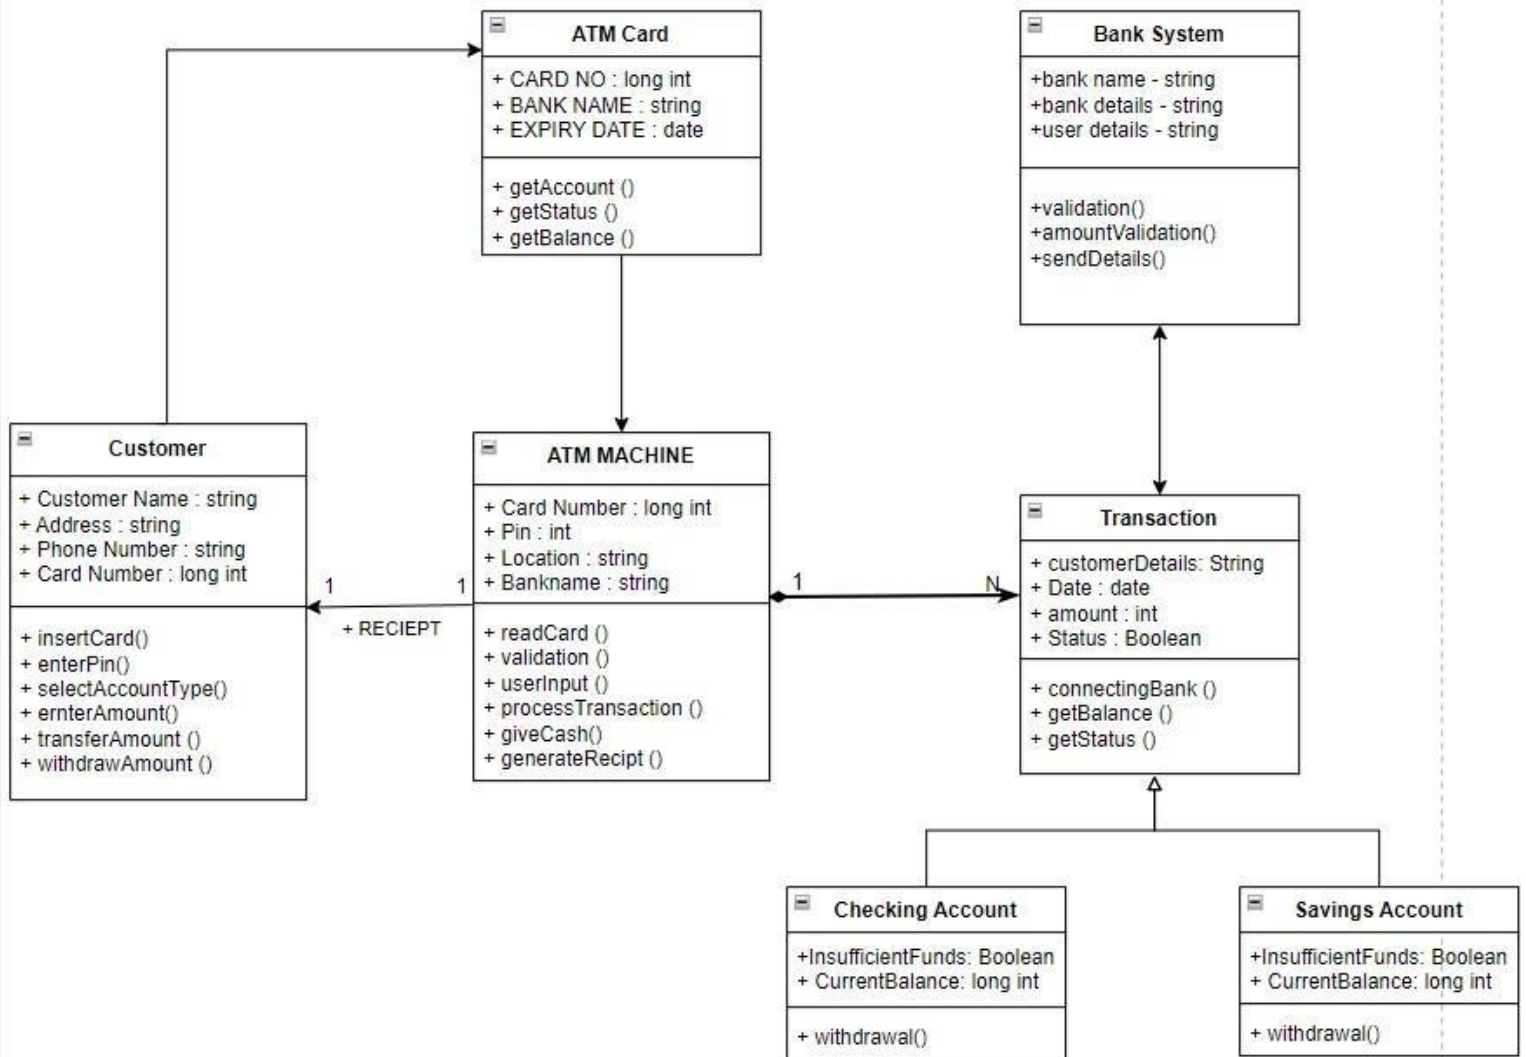 ATM Card
+ CARD NO : long int
+ BANK NAME : string
+ EXPIRY DATE : date
+ getAccount ()
+ getStatus ()
+ getBalance ()
Bank System
+bank name - string
+bank details - string
+user details - string
+validation()
+amountValidation()
+sendDetails()
Customer
+ Customer Name : string
+ Address : string
+ Phone Number : string
+ Card Number : long int
+ insertCard()
+ enterPin()
+ selectAccountType()
+ ernterAmount()
+ transferAmount ()
+ withdrawAmount ()
1
1
+ RECIEPT
ATM MACHINE
+ Card Number : long int
+ Pin : int
+ Location : string
+ Bankname : string
+ readCard ()
+ validation ()
+ userInput ()
+ processTransaction ()
+ giveCash()
+ generateRecipt ()
1
N
Transaction
+ customerDetails: String
+ Date : date
+ amount : int
+ Status : Boolean
+ connectingBank ()
+ getBalance ()
+ getStatus ()
Checking Account
+InsufficientFunds: Boolean
+ CurrentBalance: long int
+ withdrawal()
Savings Account
+InsufficientFunds: Boolean
+ CurrentBalance: long int
+ withdrawal()